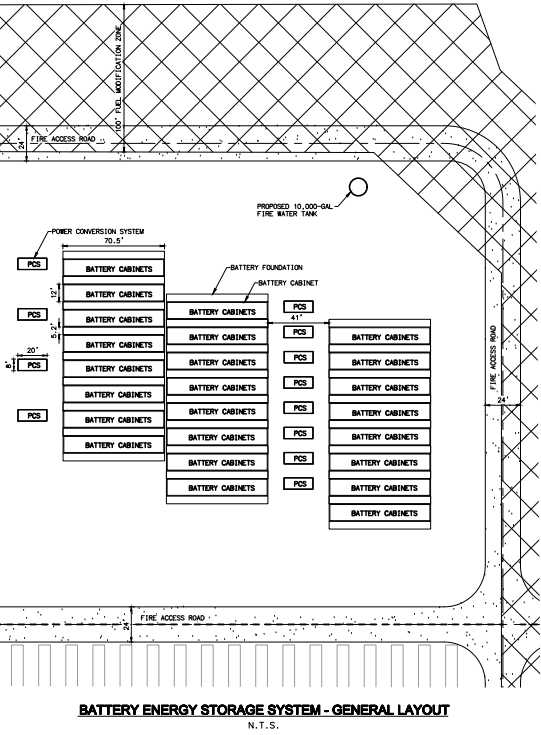 100' FUEL MODIFICATION ZONE
24'
FIRE ACCESS ROAD
PROPOSED 10,000-GAL
FIRE WATER TANK
POWER CONVERSION SYSTEM
70.5'
PCS
BATTERY CABINETS
BATTERY FOUNDATION
BATTERY CABINET
12'
BATTERY CABINETS
PCS
BATTERY CABINETS
BATTERY CABINETS
PCS
41'
5.2'
BATTERY CABINETS
BATTERY CABINETS
PCS
BATTERY CABINETS
20'
8'
PCS
BATTERY CABINETS
BATTERY CABINETS
PCS
BATTERY CABINETS
FIRE ACCESS ROAD
24'
BATTERY CABINETS
BATTERY CABINETS
PCS
BATTERY CABINETS
PCS
BATTERY CABINETS
BATTERY CABINETS
PCS
BATTERY CABINETS
BATTERY CABINETS
BATTERY CABINETS
PCS
BATTERY CABINETS
BATTERY CABINETS
PCS
BATTERY CABINETS
BATTERY CABINETS
PCS
BATTERY CABINETS
BATTERY CABINETS
24'
FIRE ACCESS ROAD
BATTERY ENERGY STORAGE SYSTEM - GENERAL LAYOUT
N.T.S.